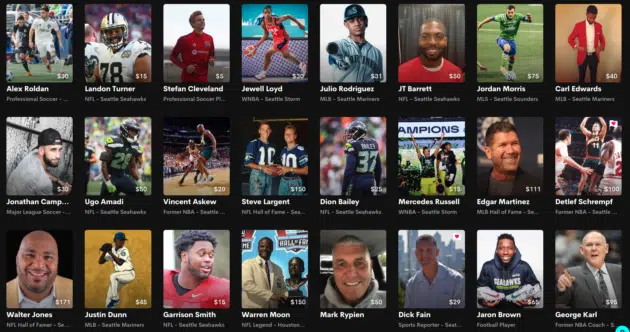 $30 $15 $5 $30 $31 $50 $75 $40
Alex Roldan Landon Turner Stefan Cleveland Jewell Loyd Julio Rodriguez JT Barrett Jordan Morris Carl Edwards
Professional Soccer - ... NFL - Seattle Seahawks Professional Soccer Pl... WNBA - Seattle Storm MLB - Seattle Mariners NFL - Seattle Seahawks MLS - Seattle Sounders MLB - Seattle Mariners
BAILEY
37
AMPIONS
$30 $50 $20 $150 $25 $15 $111 $100
Jonathan Camp... Ugo Amadi Vincent Askew Steve Largent Dion Bailey Mercedes Russell Edgar Martinez Detlef Schrempf
Major League Soccer -... NFL - Seattle Seahawks Former NBA - Seattle ... NFL Hall of Fame - Sea... NFL - Seattle Seahawks WNBA - Seattle Storm MLB Hall of Fame - Se... Former NBA - Seattle ...
HALL OF FAME
SEAHAWKS
$171 $45 $15 $150 $50 $29 $65 $95
Walter Jones Justin Dunn Garrison Smith Warren Moon Mark Rypien Dick Fain Jaron Brown George Karl
NFL Hall of Famer - Se... MLB - Seattle Mariners NFL - Seattle Seahawks NFL Legend - Houston... NFL - Seattle Seahawks Sports Reporter - Seat... Football Player Former NBA Coach - S...